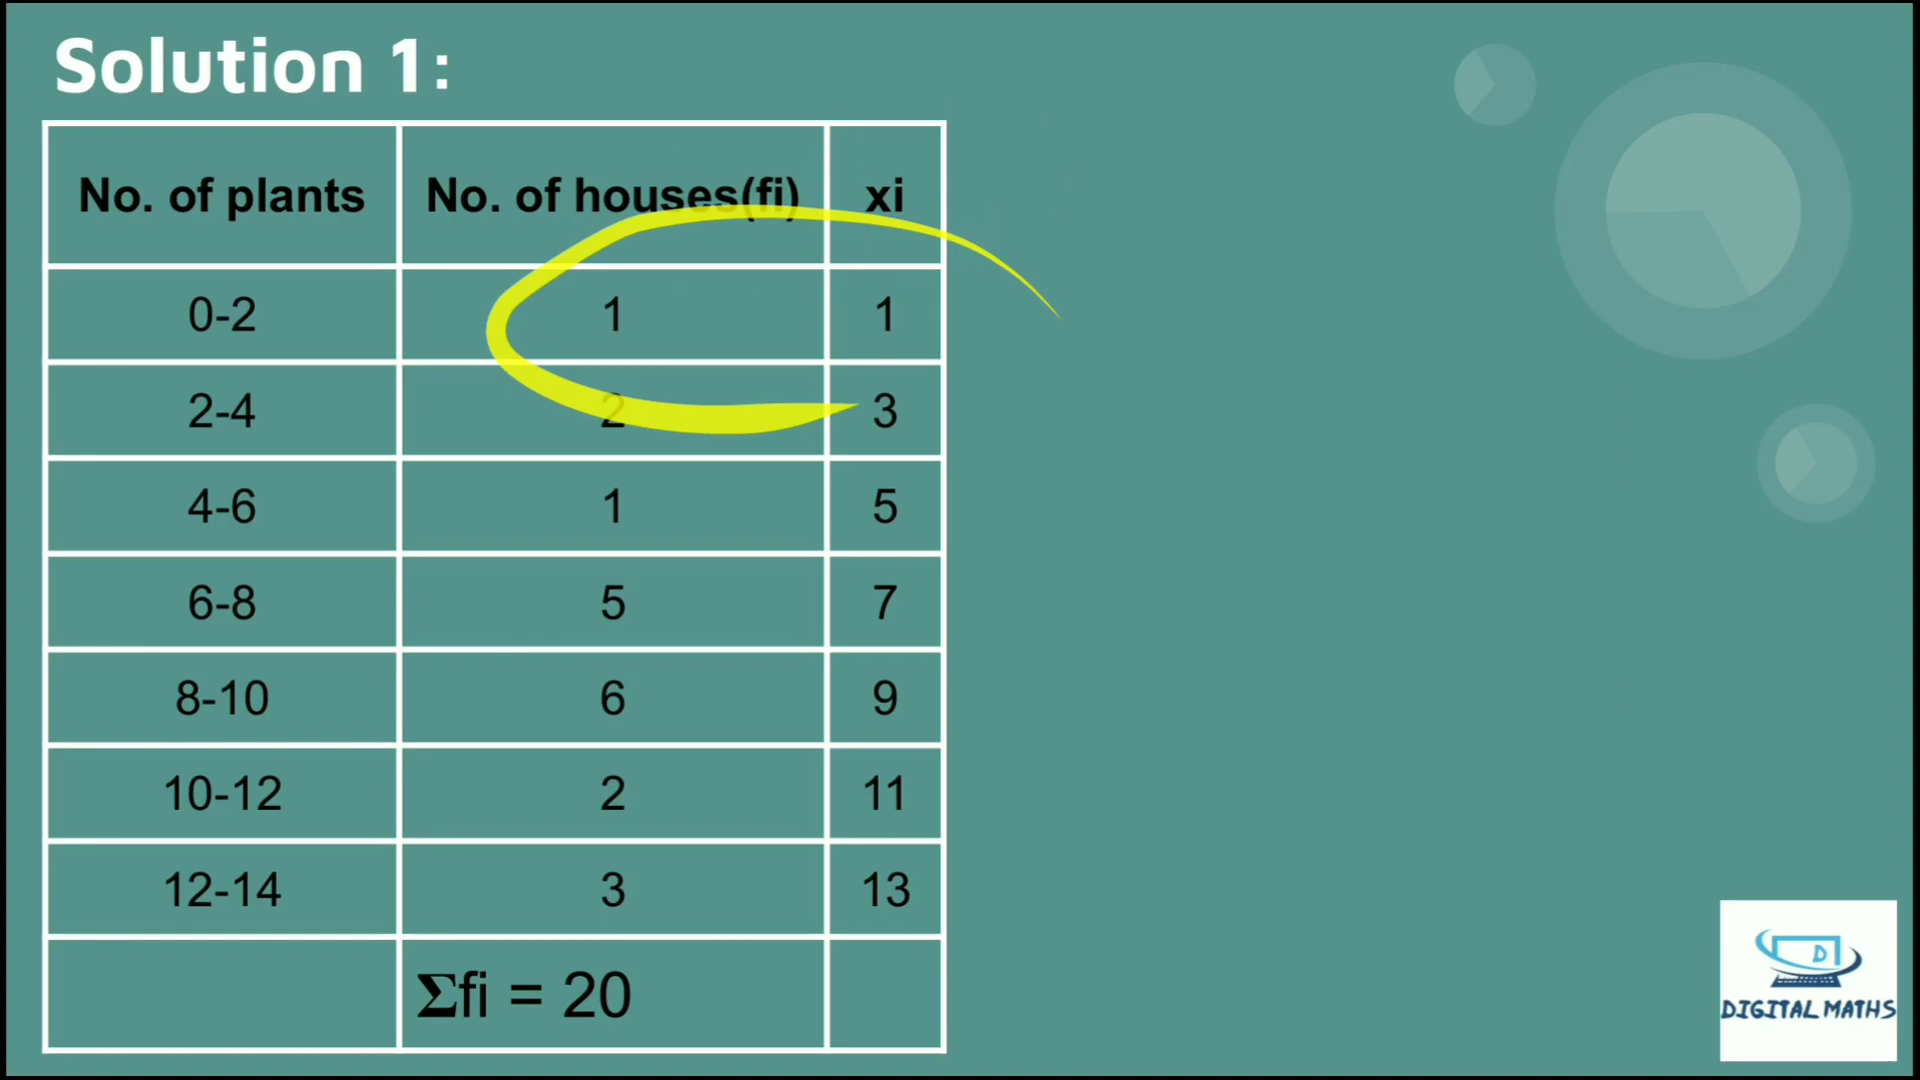 Solution 1:
No. of plants No. of houses(fi) xi
0-2 1 1
2-4 2 3
4-6 1 5
6-8 5 7
8-10 6 9
10-12 2 11
12-14 3 13
Σfi = 20
D
DIGITAL MATHS